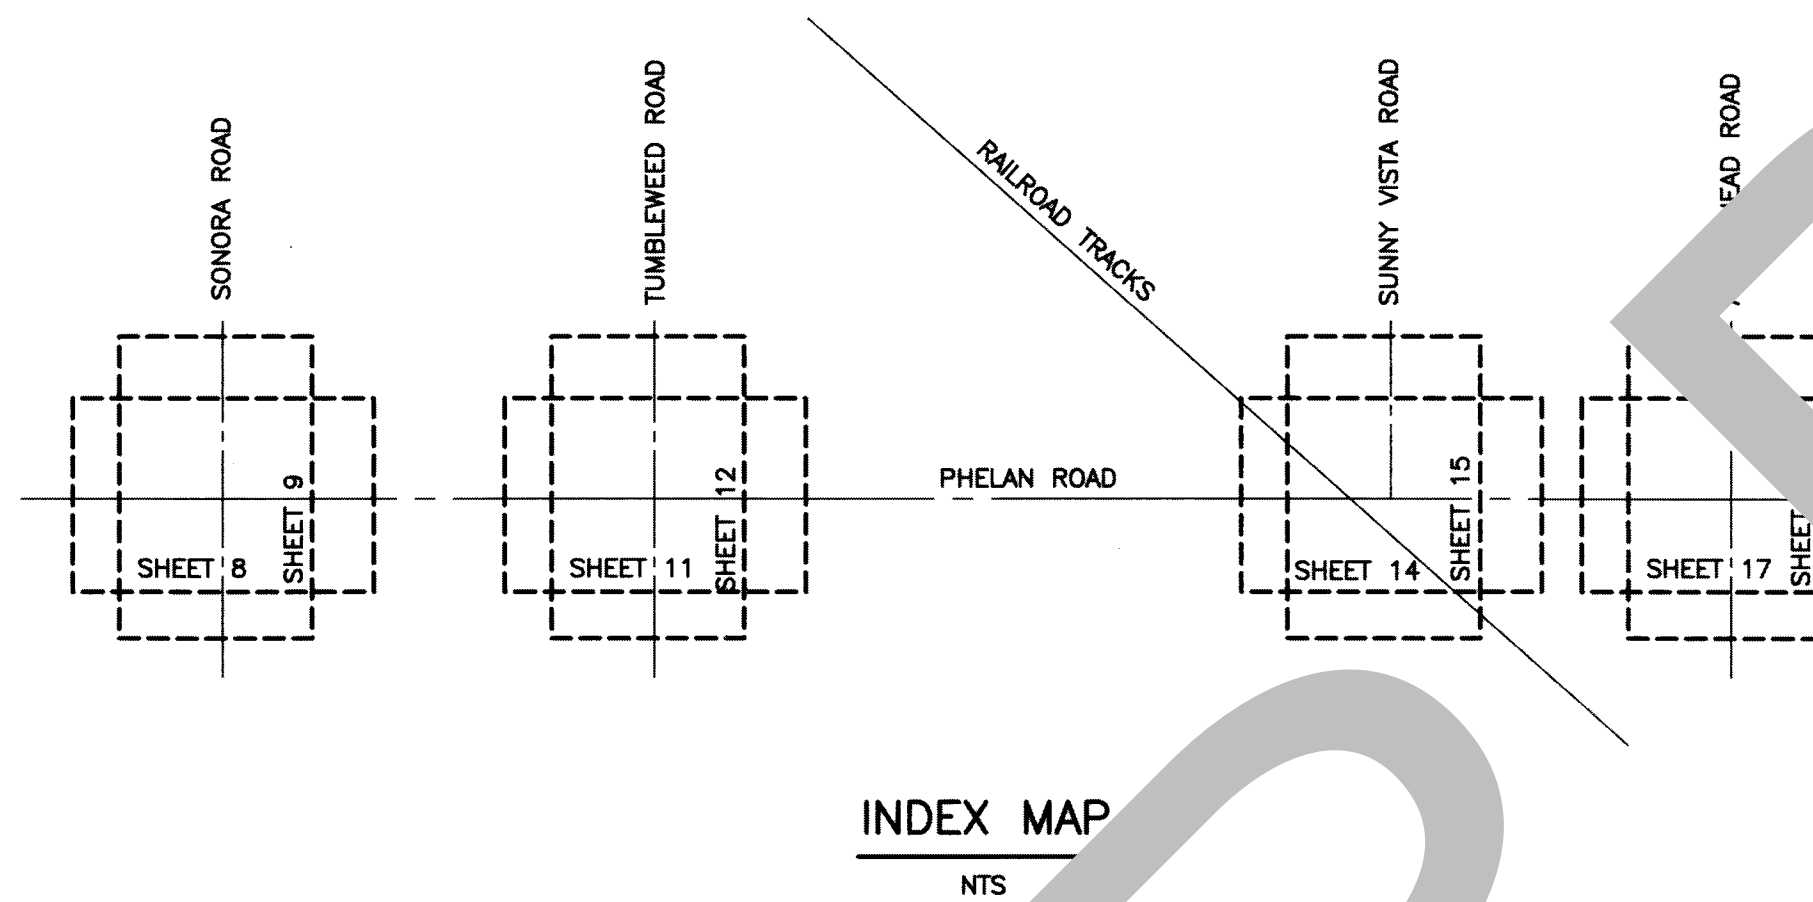 SONORA ROAD
TUMBLEWEED ROAD
RAILROAD TRACKS
SUNNY VISTA ROAD
ROAD
PHELAN ROAD
SHEET 8
SHEET 9
SHEET 11
SHEET 12
SHEET 14
SHEET 15
SHEET 17
SHEET
INDEX MAP
NTS